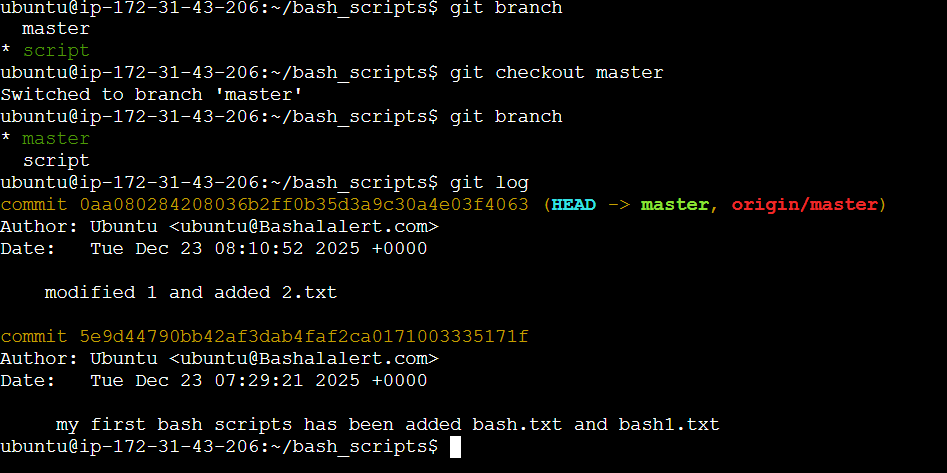 ubuntu@ip-172-31-43-206:~/bash_scripts$ git branch
  master
* script
ubuntu@ip-172-31-43-206:~/bash_scripts$ git checkout master
Switched to branch 'master'
ubuntu@ip-172-31-43-206:~/bash_scripts$ git branch
* master
  script
ubuntu@ip-172-31-43-206:~/bash_scripts$ git log
commit 0aa080284208036b2ff0b35d3a9c30a4e03f4063 (HEAD -> master, origin/master)
Author: Ubuntu <ubuntu@Bashalalert.com>
Date:   Tue Dec 23 08:10:52 2025 +0000
    modified 1 and added 2.txt
commit 5e9d44790bb42af3dab4faf2ca0171003335171f
Author: Ubuntu <ubuntu@Bashalalert.com>
Date:   Tue Dec 23 07:29:21 2025 +0000
     my first bash scripts has been added bash.txt and bash1.txt
ubuntu@ip-172-31-43-206:~/bash_scripts$